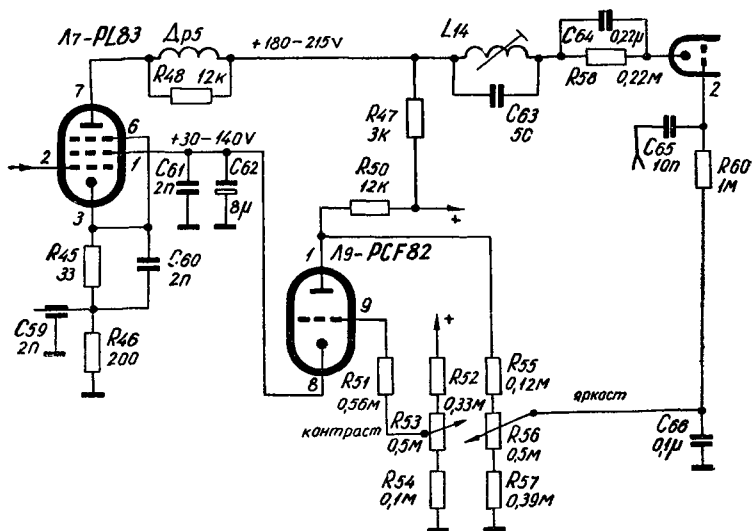 Л7-PL83
Др5
+180-215V
L14
C64
0,22µ
R48
12к
R58
0,22м
7
2
6
+30-140V
R47
3к
C63
50
C65
10п
2
1
C61
2п
C62
8µ
R50
12к
R60
1м
3
+
R45
33
C60
2п
1
Л9-PCF82
9
+
C59
2п
R46
200
8
R51
0,56м
R52
0,33м
R55
0,12м
яркаст
контраст
R53
0,5м
R56
0,5м
C66
0,1µ
R54
0,1м
R57
0,39м